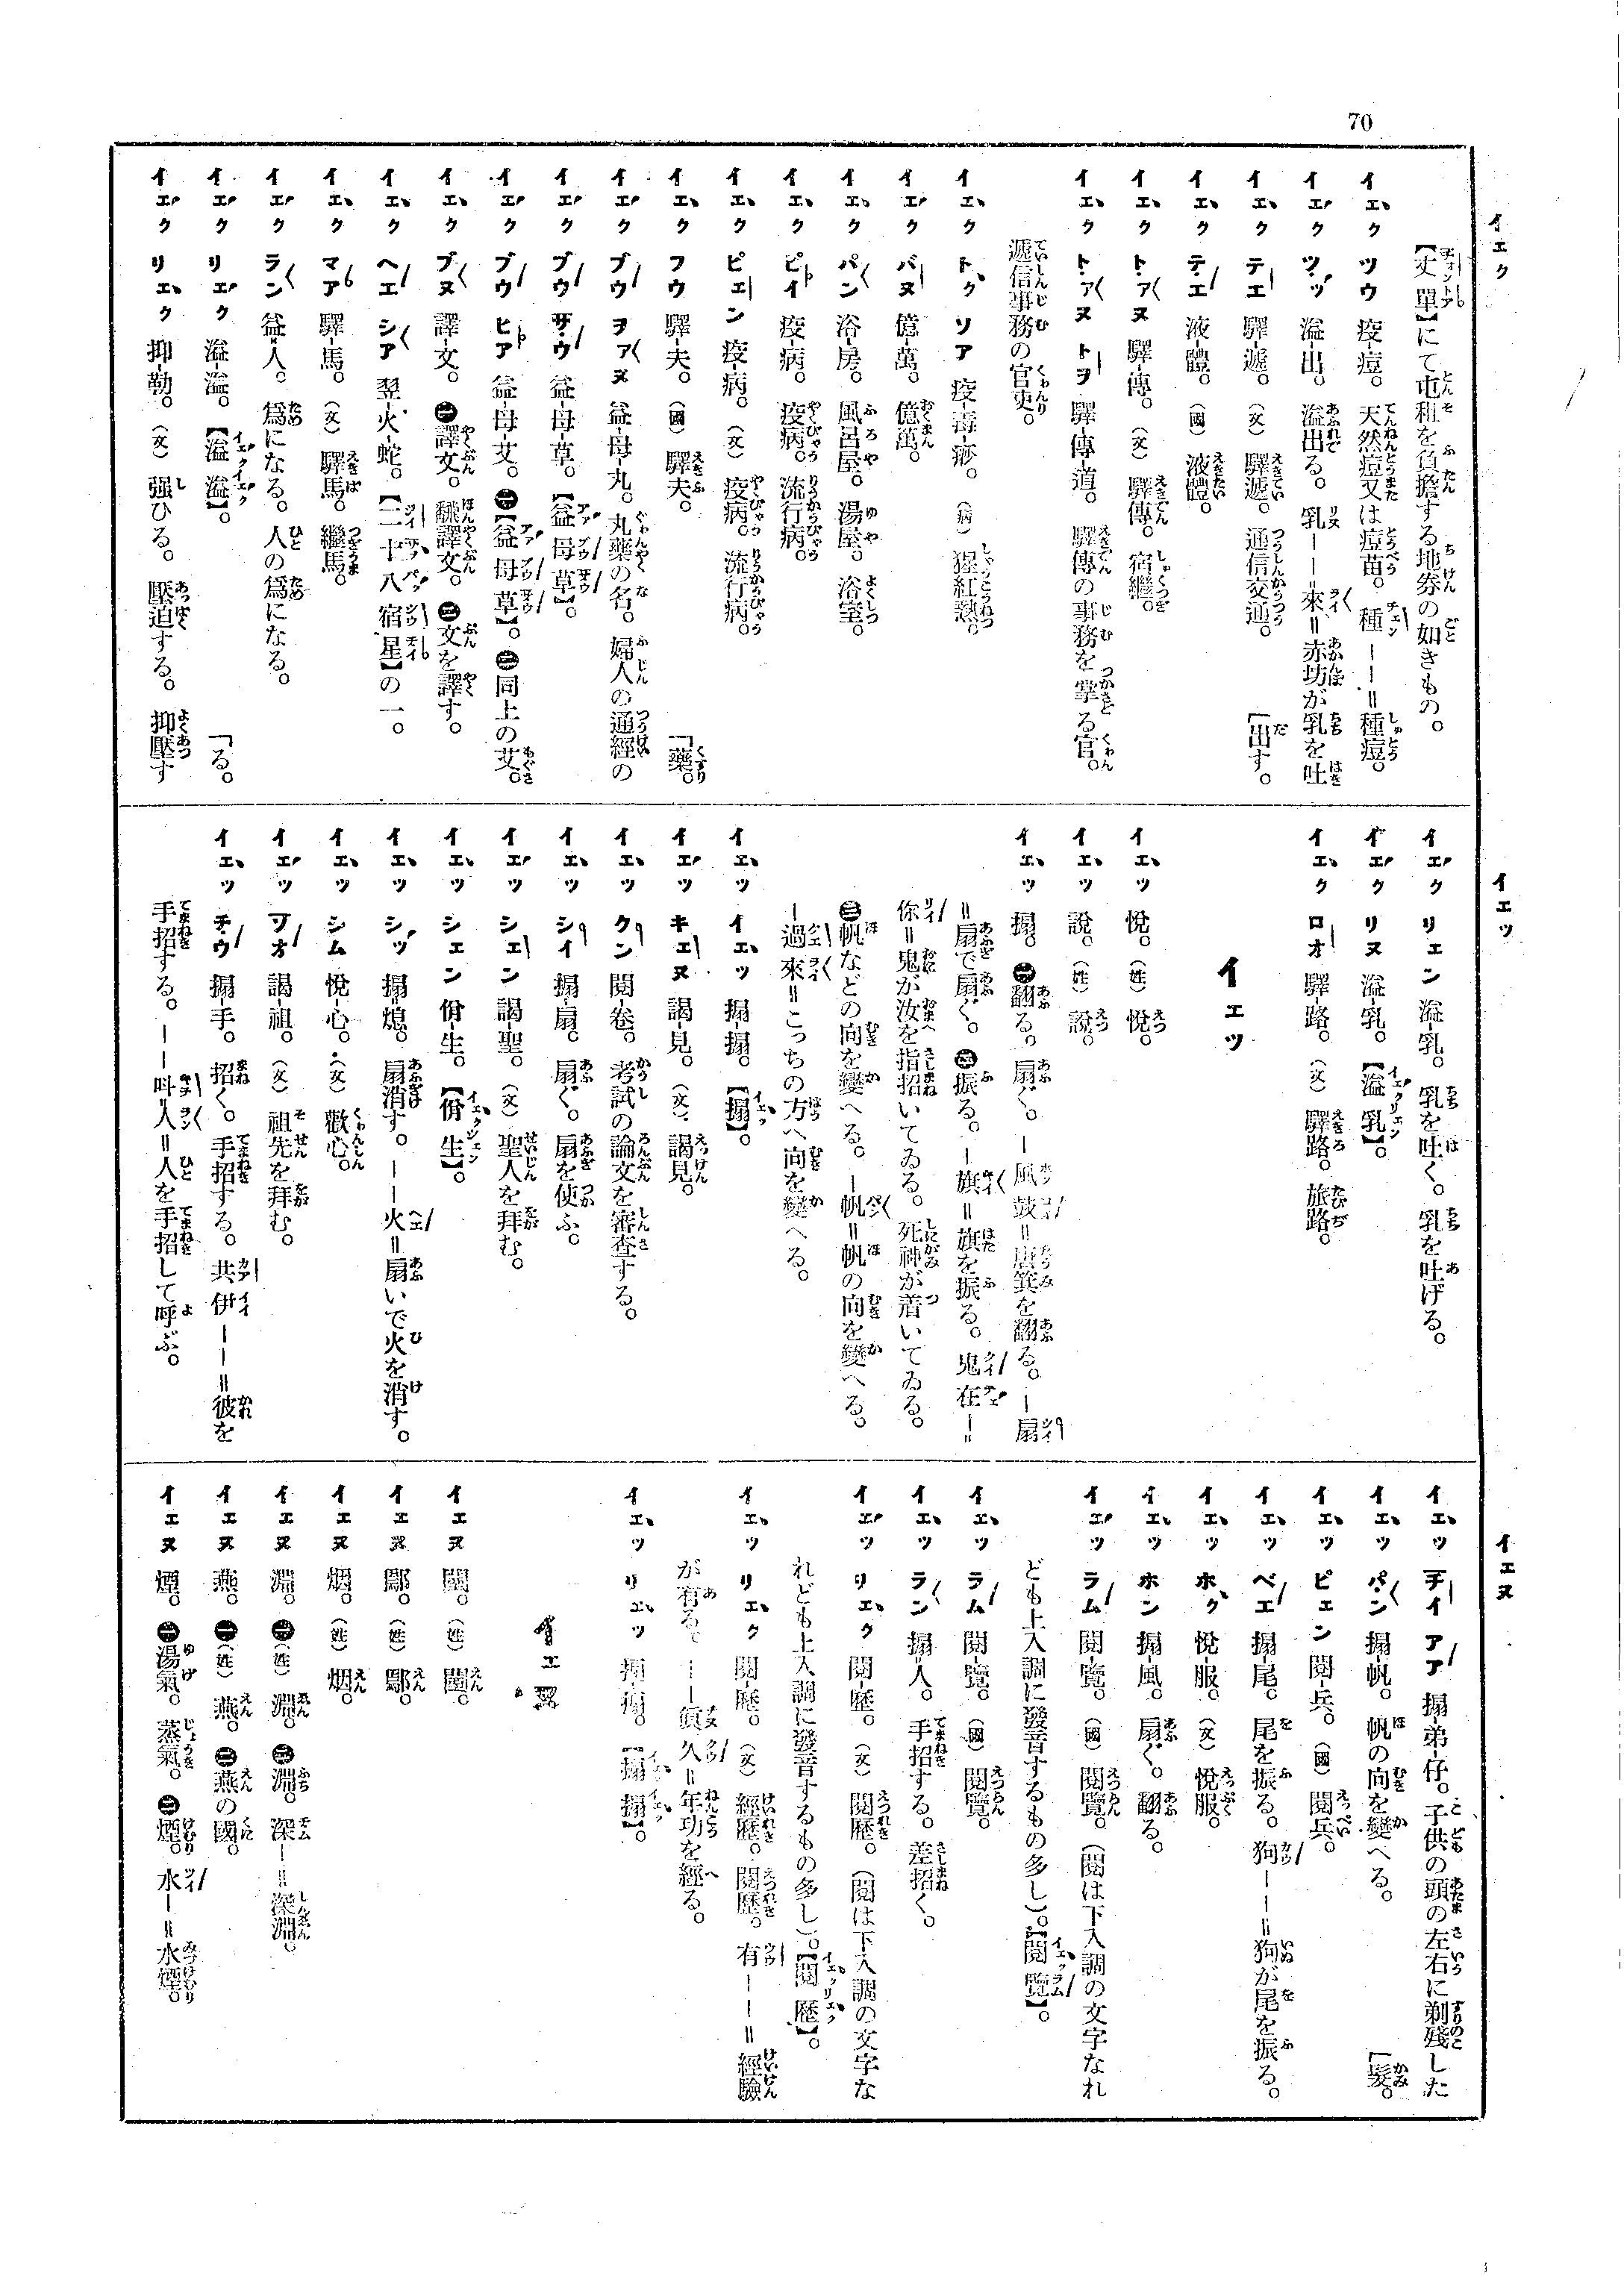 70
イエク
【丈單】にて屯租を負擔する地券の如きもの。
イエク ツウ 疫-痘。天然痘又は痘苗。種――=種痘。
イエク ツッ 溢-出。溢出る。乳――來=赤坊が乳を吐
「出す。
イエク テエ 驛-遞。(文)驛遞。通信交通。
イエク テエ 液-體。(國)液體。
イエク トアヌ 驛-傳。(文)驛傳。宿繼。
イエク トアヌ トヲ 驛-傳-道。驛傳の事務を掌る官。
遞信事務の官吏。
イエク トク ソア 疫-毒-痧。(病)猩紅熱。
イエク バヌ 億-萬。億萬。
イエク パン 浴-房。風呂屋。湯屋。浴室。
イエク ピイ 疫-病。疫病。流行病。
イエク ピエン 疫-病。(文)疫病。流行病。
イエク フウ 驛-夫。(國)驛夫。
「藥。
イエク ブウ ヲアヌ 益-母-丸。丸藥の名。婦人の通經の
イエク ブウ サウ 益-母-草。【益母草】。
イエク ブウ ヒア 益-母-艾。㊀【益母草】。㊁同上の艾。
イエク ブヌ 譯-文。㊀譯文。飜譯文。㊁文を譯す。
イエク ヘエ シア 翌-火-蛇。【二十八宿星】の一。
イエク マア 驛-馬。(文)驛馬。繼馬。
イエク ラン 益-人。爲になる。人の爲になる。
イエク リエク 溢-溢。【溢溢】。
「る。
イエク リエク 抑-勒。(文)强ひる。壓迫する。抑壓す
イエッ
イエク リエン 溢-乳。乳を吐く。乳を吐げる。
イエク リヌ 溢-乳。【溢乳】。
イエク ロオ 驛-路。(文)驛路。旅路。
イエッ
イエッ 悅。(姓)悅。
イエッ 說。(姓)說。
イエッ 搧。㊀翻る。扇ぐ。―風鼓=唐箕を翻る。―扇
=扇で扇ぐ。㊁振る。―旗=旗を振る。鬼在―
你=鬼が汝を指招いてゐる。死神が着いてゐる。
㊂帆などの向を變へる。―帆=帆の向を變へる。
―過來=こっちの方へ向を變へる。
イエッ イエッ 搧-搧。【搧】。
イエッ キエヌ 謁-見。(文)謁見。
イエッ クン 閱-卷。考試の論文を審查する。
イエッ シイ 搧-扇。扇ぐ。扇を使ふ。
イエッ シエン 謁-聖。(文)聖人を拜む。
イエッ シエン 佾-生。【佾生】。
イエッ シッ 搧-熄。扇消す。――火=扇いで火を消す。
イエッ シム 悅-心。(文)歡心。
イエッ ソオ 謁-祖。(文)祖先を拜む。
イエッ チウ 搧-手。招く。手招する。共伊――=彼を
手招する。――叫人=人を手招して呼ぶ。
イエヌ
イエッ チイ アア 搧-弟-仔。子供の頭の左右に剃殘した
「髮。
イエッ パン 搧-帆。帆の向を變へる。
イエッ ピエン 閱-兵。(國)閱兵。
イエッ ベエ 搧-尾。尾を振る。狗――=狗が尾を振る。
イエッ ホク 悅-服。(文)悅服。
イエッ ホン 搧-風。扇ぐ。翻る。
イエッ ラム 閱-覽。(國)閱覽。(閱は下入調の文字なれ
ども上入調に發音するもの多し)。【閱覽】。
イエッ ラム 閱-覽。(國)閱覽。
イエッ ラン 搧-人。手招する。差招く。
イエッ リエク 閱-歷。(文)閱歷。(閱は下入調の文字な
れども上入調に發音するもの多し)。【閱歷】。
イエッ リエク 閱-歷。(文)經歷。閱歷。有――=經驗
が有る。――眞久=年功を經る。
イエッ リエッ 搧-搧。【搧搧】。
イエヌ
イエヌ 閻。(姓)閻。
イエヌ 鄢。(姓)鄢。
イエヌ 烟。(姓)烟。
イエヌ 淵。㊀(姓)淵。㊁淵。深―=深淵。
イエヌ 燕。㊀(姓)燕。㊁燕の國。
イエヌ 煙。㊀湯氣。蒸氣。㊁煙。水―=水煙。